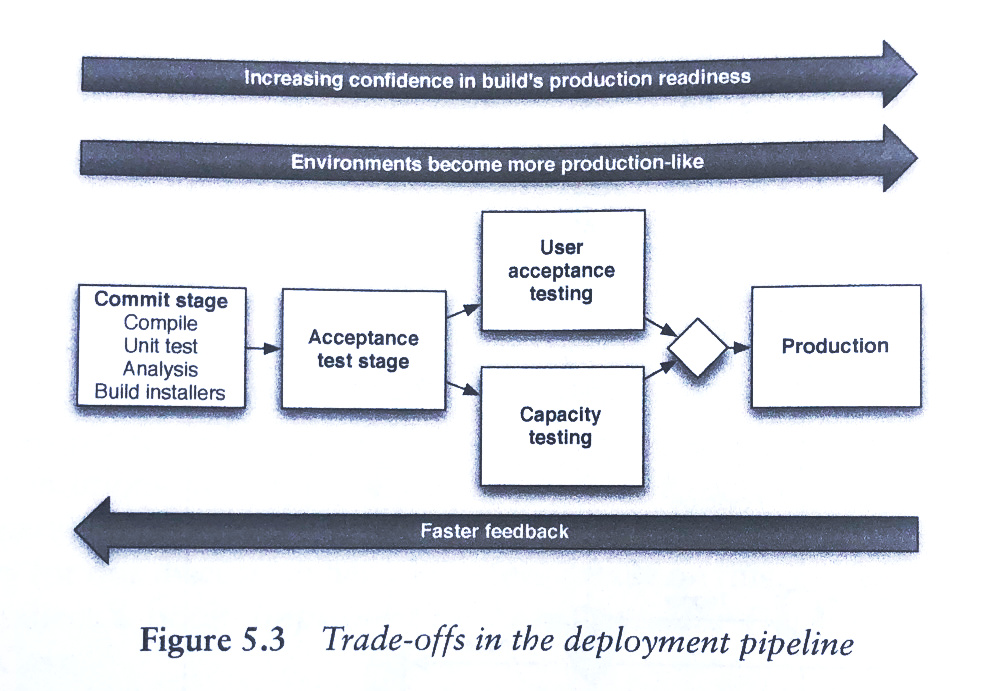 Increasing confidence in build's production readiness
Environments become more production-like
Commit stage
Compile
Unit test
Analysis
Build installers
Acceptance
test stage
User
acceptance
testing
Capacity
testing
Production
Faster feedback
Figure 5.3 Trade-offs in the deployment pipeline